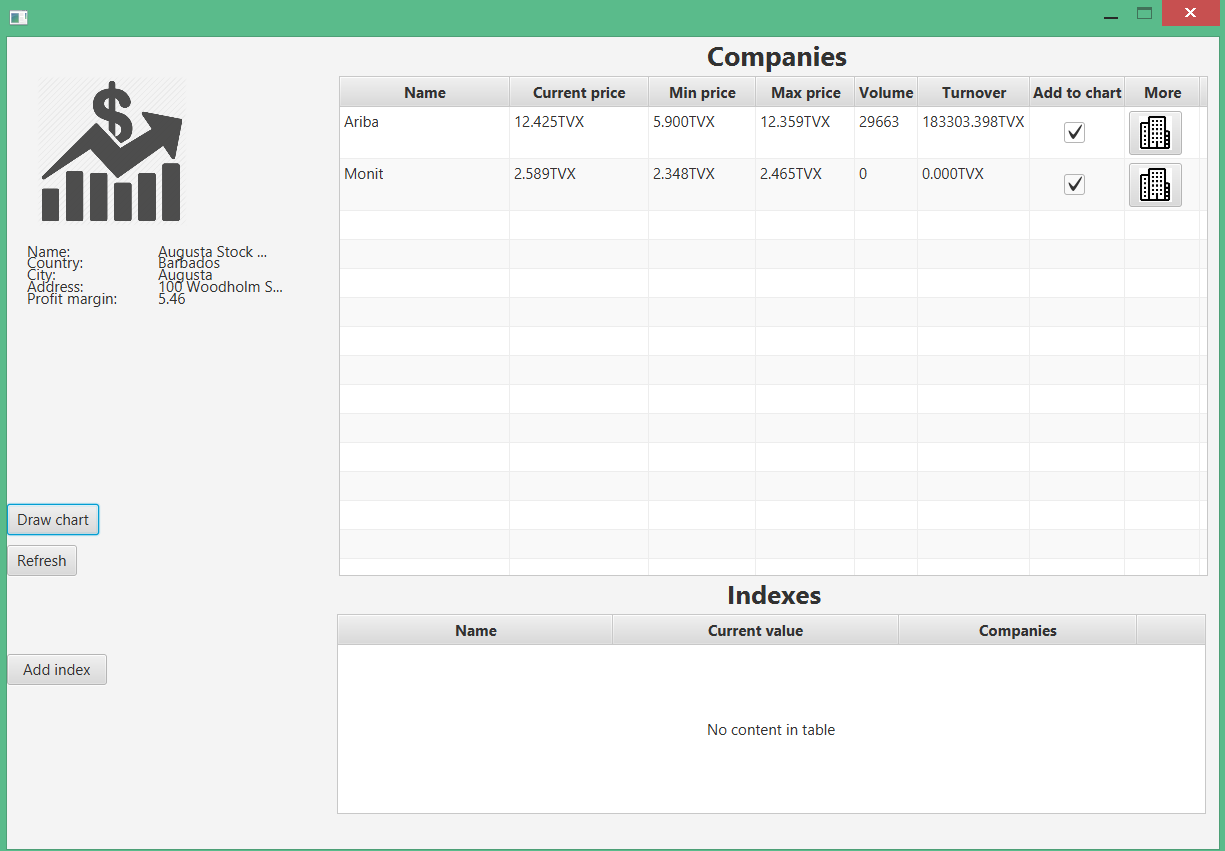 Companies
Name Current price Min price Max price Volume Turnover Add to chart More
Ariba 12.425TVX 5.900TVX 12.359TVX 29663 183303.398TVX
Monit 2.589TVX 2.348TVX 2.465TVX 0 0.000TVX
$
Name: Augusta Stock ...
Country: Barbados
City: Augusta
Address: 100 Woodholm S...
Profit margin: 5.46
Draw chart
Refresh
Add index
Indexes
Name Current value Companies
No content in table